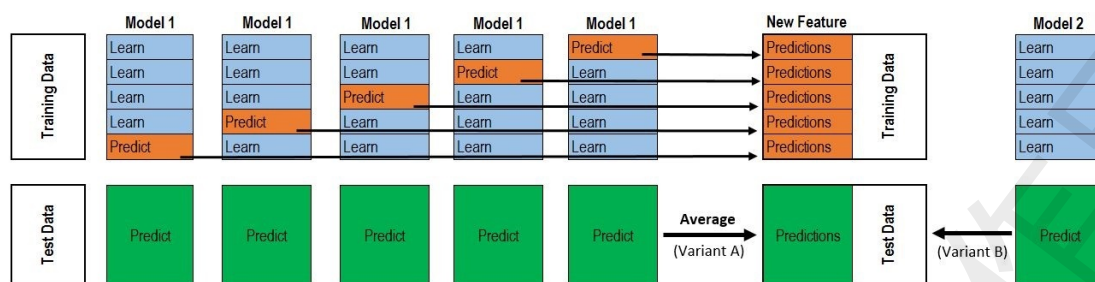 Model 1 Model 1 Model 1 Model 1 Model 1 New Feature Model 2
Training Data
Learn Learn Learn Learn Predict Predictions Learn
Learn Learn Learn Predict Learn Predictions Learn
Learn Learn Predict Learn Learn Predictions Learn
Learn Predict Learn Learn Learn Predictions Learn
Predict Learn Learn Learn Learn Predictions Learn
Training Data
Test Data
Predict Predict Predict Predict Predict
Average
(Variant A)
Predictions
Test Data
(Variant B)
Predict